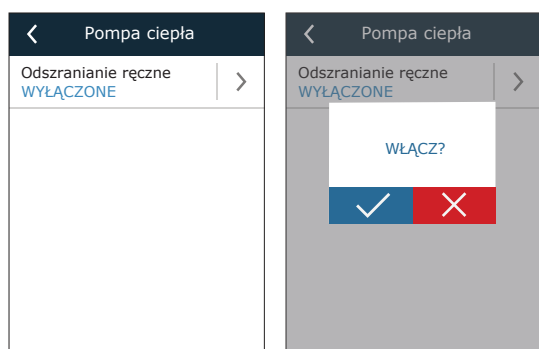 Pompa ciepła
Odszranianie ręczne
WYŁĄCZONE
Pompa ciepła
Odszranianie ręczne
WYŁĄCZONE
WŁĄCZ?